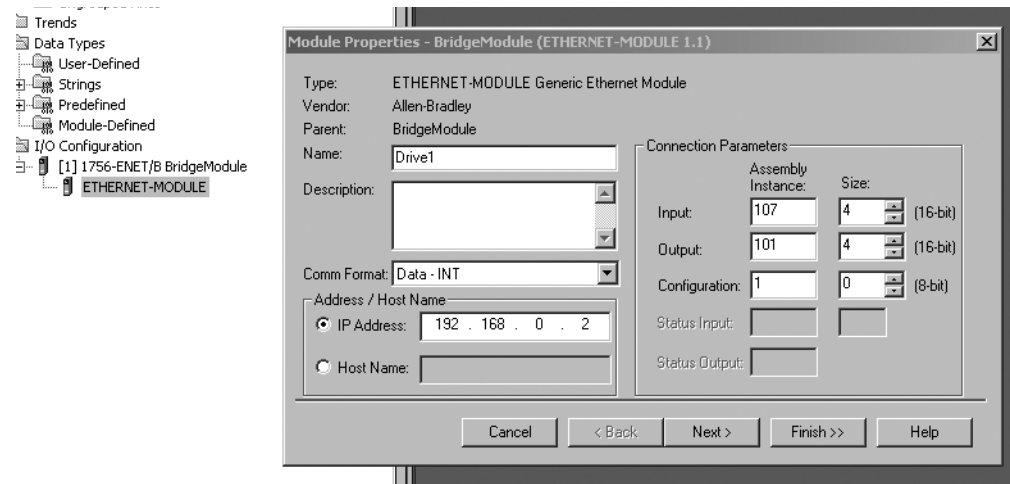 Trends
Data Types
User-Defined
Strings
Predefined
Module-Defined
I/O Configuration
[1] 1756-ENET/B BridgeModule
ETHERNET-MODULE
Module Properties - BridgeModule (ETHERNET-MODULE 1.1)
Type: ETHERNET-MODULE Generic Ethernet Module
Vendor: Allen-Bradley
Parent: BridgeModule
Name: Drive1
Description:
Comm Format: Data - INT
Address / Host Name
IP Address: 192 . 168 . 0 . 2
Host Name:
Connection Parameters
Assembly
Instance: Size:
Input: 107 4 (16-bit)
Output: 101 4 (16-bit)
Configuration: 1 0 (8-bit)
Status Input:
Status Output:
Cancel < Back Next > Finish >> Help